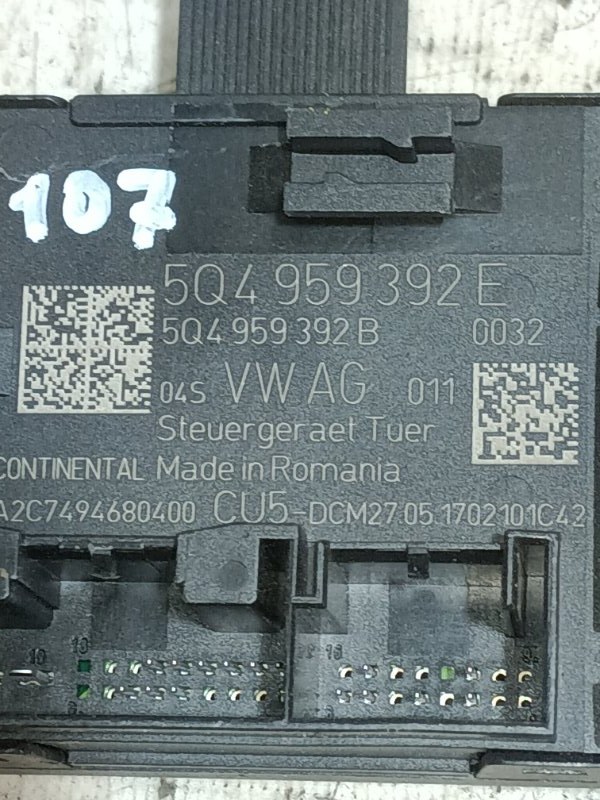 107
5Q4 959 392 E
5Q4 959 392 B 0032
04S VW AG 011
Steuergeraet Tuer
CONTINENTAL Made in Romania
A2C7494680400 CU5-DCM27.05 1702101C42
10 10 16